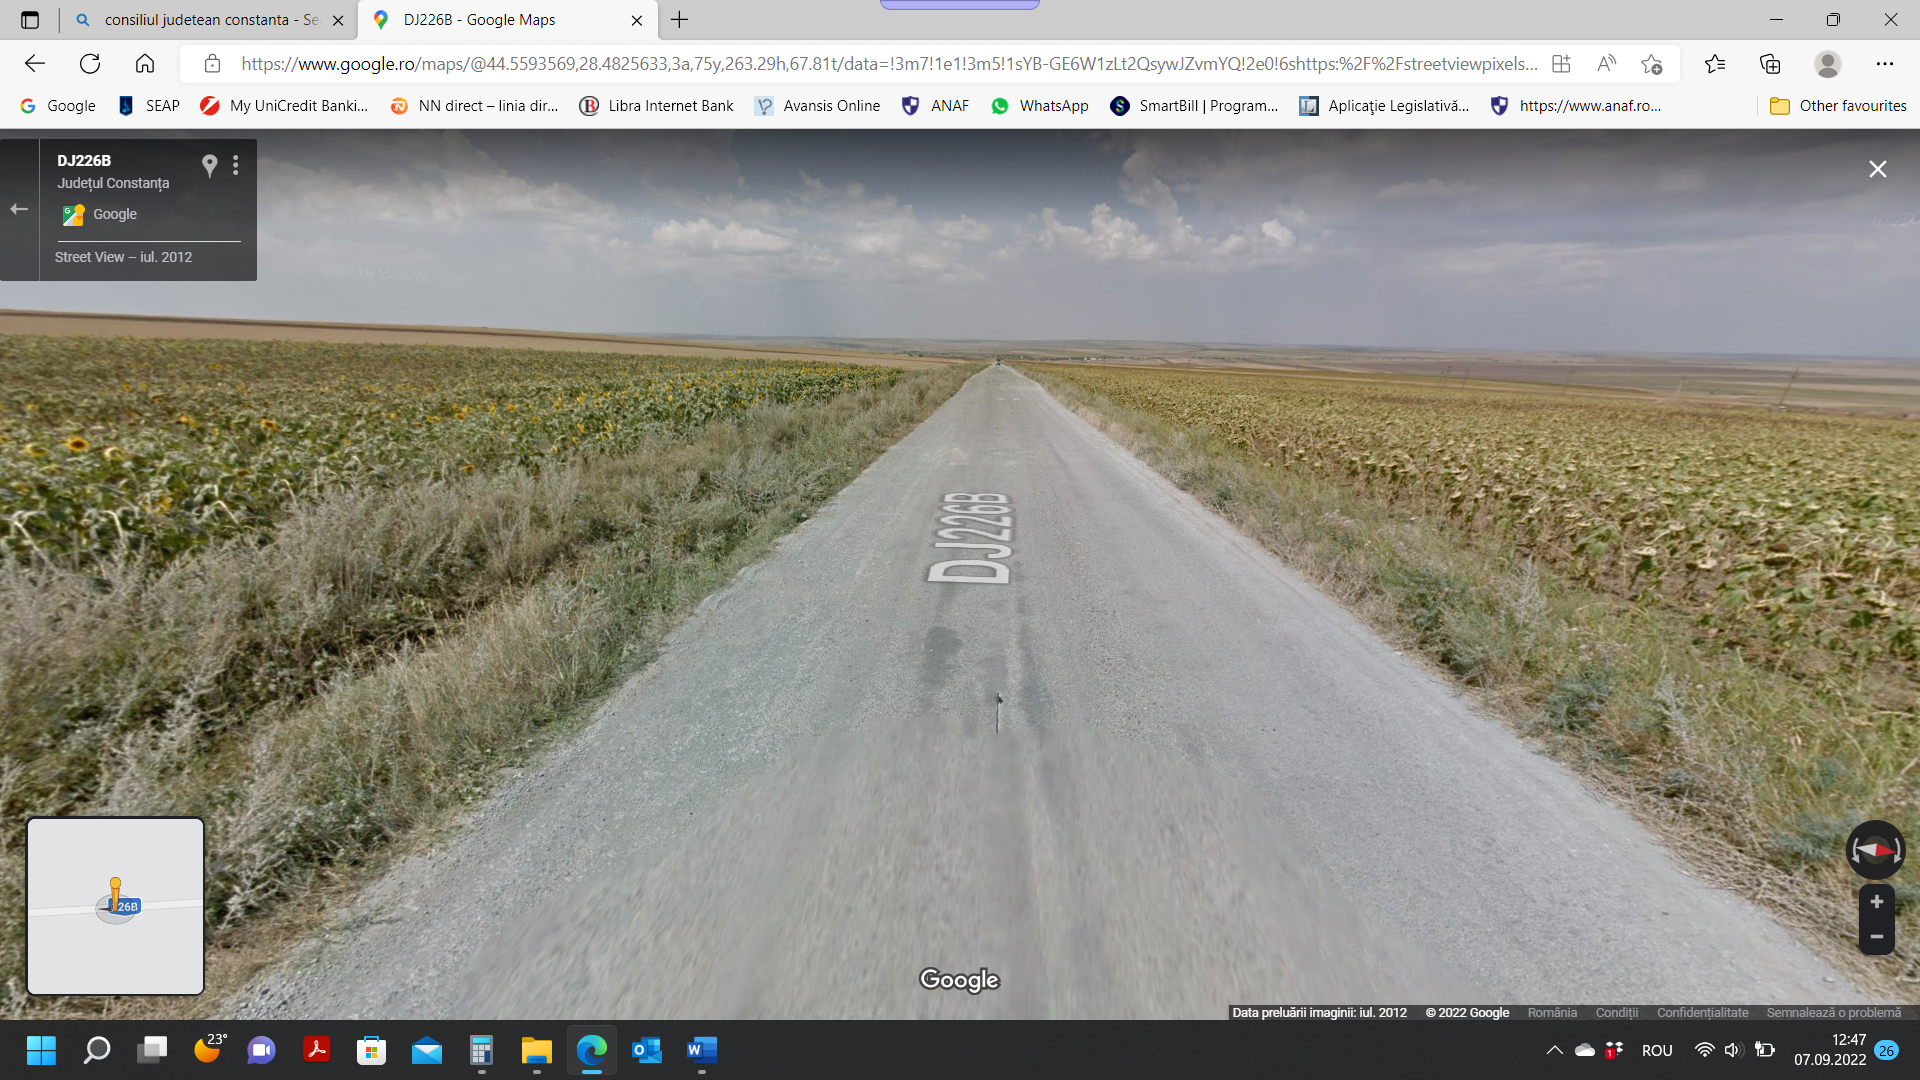 consiliul judetean constanta - Se
DJ226B - Google Maps
https://www.google.ro/maps/@44.5593569,28.4825633,3a,75y,263.29h,67.81t/data=!3m7!1e1!3m5!1sYB-GE6W1zLt2QsywJZvmYQ!2e0!6shttps:%2F%2Fstreetviewpixels...
Google
SEAP
My UniCredit Banki...
NN direct – linia dir...
Libra Internet Bank
Avansis Online
ANAF
WhatsApp
SmartBill | Program...
Aplicaţie Legislativă...
https://www.anaf.ro...
Other favourites
DJ226B
Județul Constanța
Google
Street View – iul. 2012
DJ226B
26B
Google
Data preluării imaginii: iul. 2012 © 2022 Google România Condiții Confidențialitate Semnalează o problemă
23°
1
ROU
12:47
07.09.2022
26